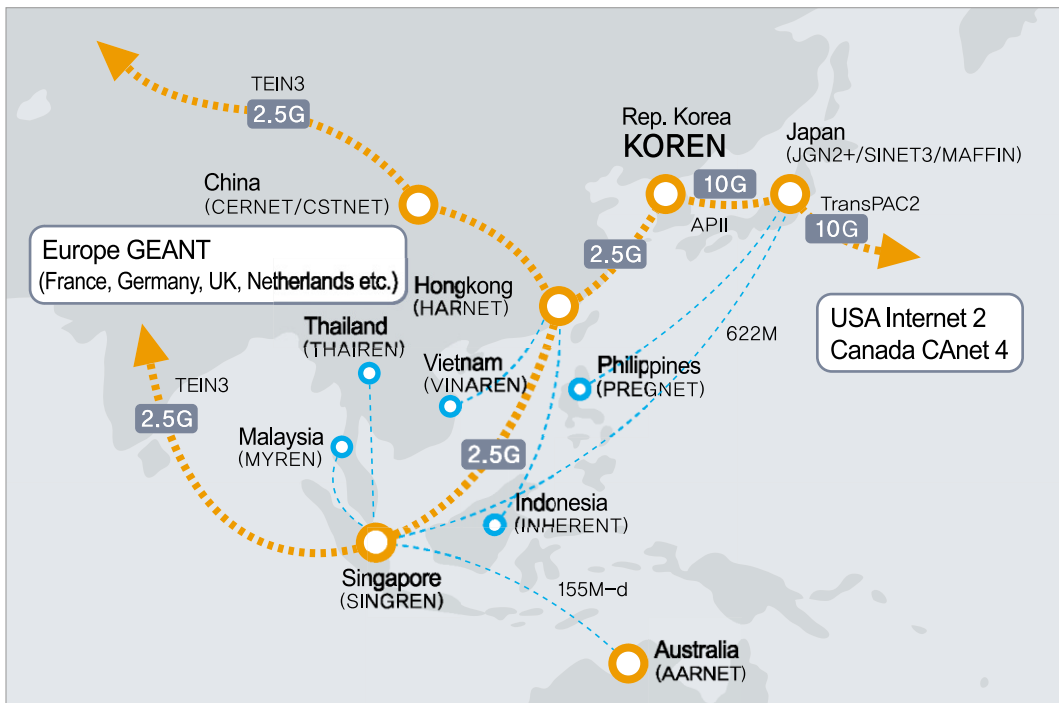 TEIN3
2.5G
China
(CERNET/CSTNET)
Rep. Korea
KOREN
10G
APII
2.5G
Japan
(JGN2+/SINET3/MAFFIN)
TransPAC2
10G
Europe GEANT
(France, Germany, UK, Netherlands etc.)
Hongkong
(HARNET)
USA Internet 2
Canada CAnet 4
622M
Thailand
(THAIREN)
Vietnam
(VINAREN)
Philippines
(PREGNET)
TEIN3
2.5G
Malaysia
(MYREN)
2.5G
Indonesia
(INHERENT)
Singapore
(SINGREN)
155M-d
Australia
(AARNET)